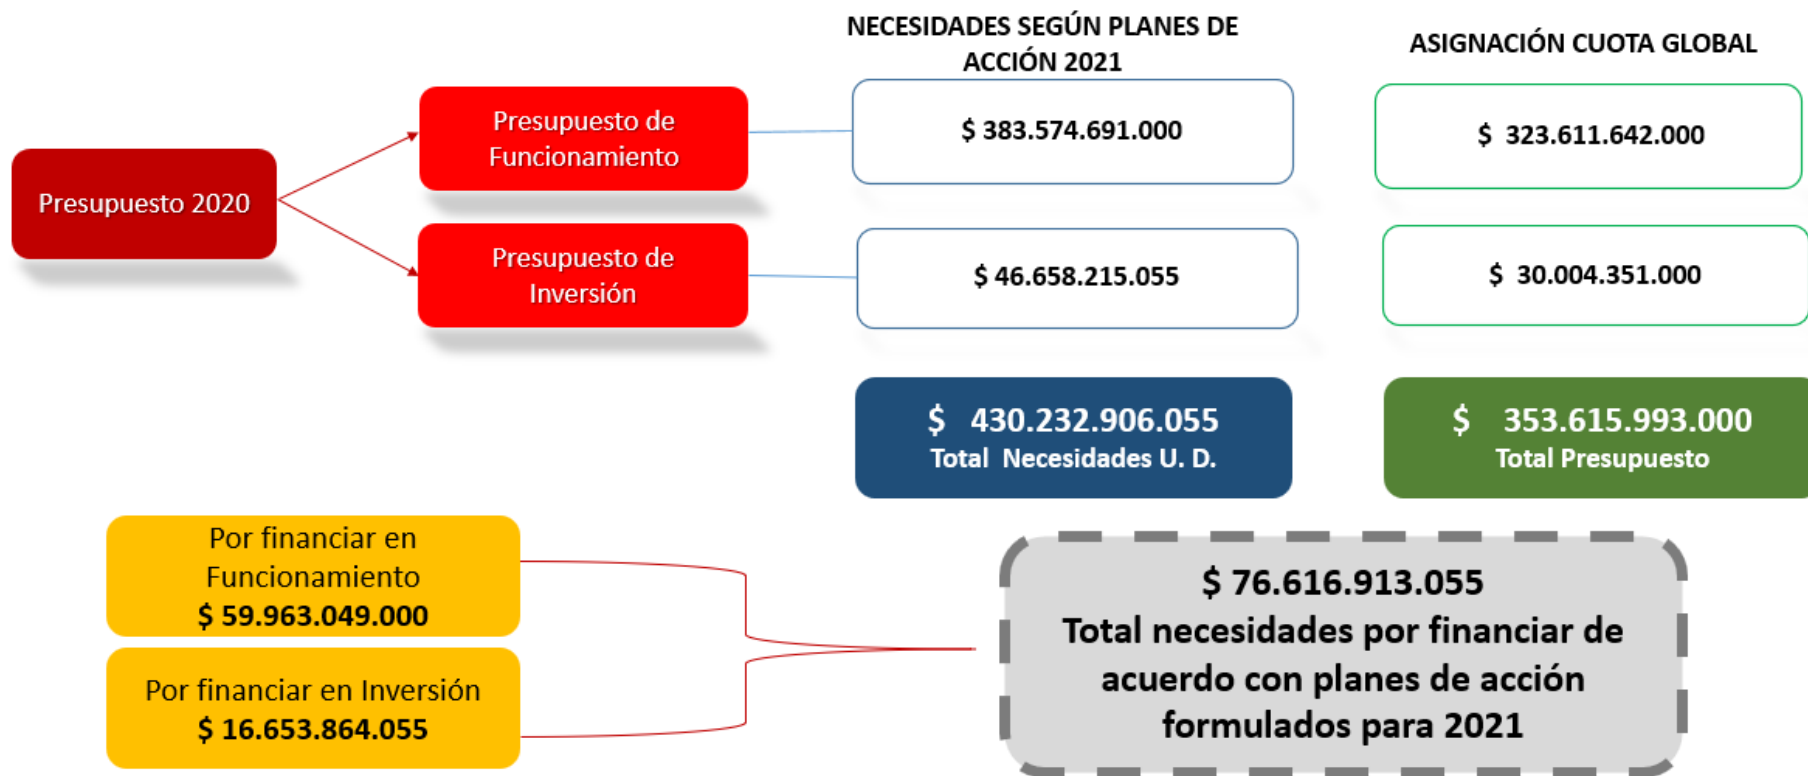 NECESIDADES SEGÚN PLANES DE
ACCIÓN 2021
ASIGNACIÓN CUOTA GLOBAL
Presupuesto 2020
Presupuesto de
Funcionamiento
$ 383.574.691.000
$ 323.611.642.000
Presupuesto de
Inversión
$ 46.658.215.055
$ 30.004.351.000
$ 430.232.906.055
Total Necesidades U. D.
$ 353.615.993.000
Total Presupuesto
Por financiar en
Funcionamiento
$ 59.963.049.000
Por financiar en Inversión
$ 16.653.864.055
$ 76.616.913.055
Total necesidades por financiar de
acuerdo con planes de acción
formulados para 2021